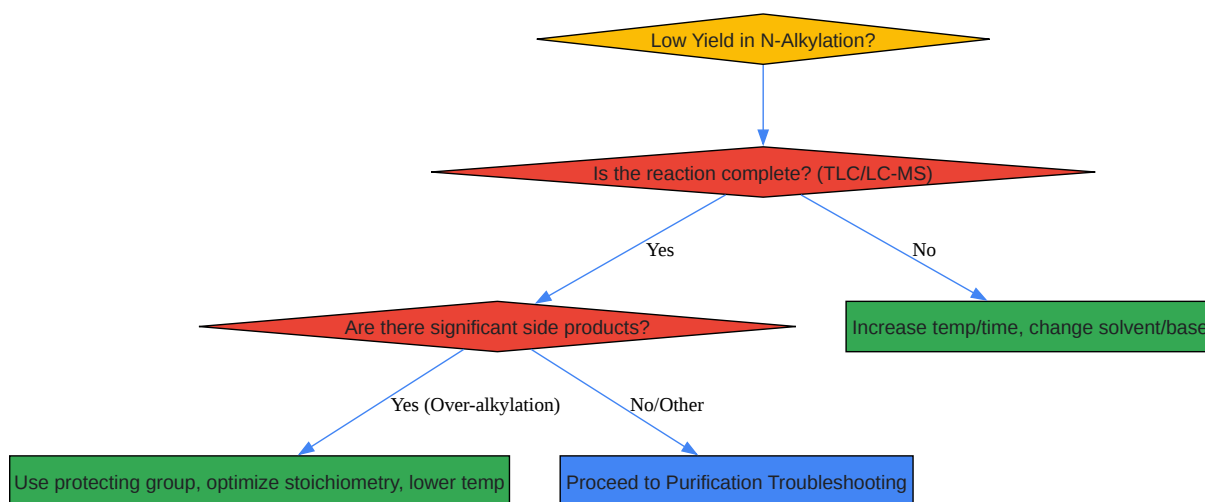 Low Yield in N-Alkylation?
Is the reaction complete? (TLC/LC-MS)
Yes
No
Are there significant side products?
Increase temp/time, change solvent/base
Yes (Over-alkylation)
No/Other
Use protecting group, optimize stoichiometry, lower temp
Proceed to Purification Troubleshooting